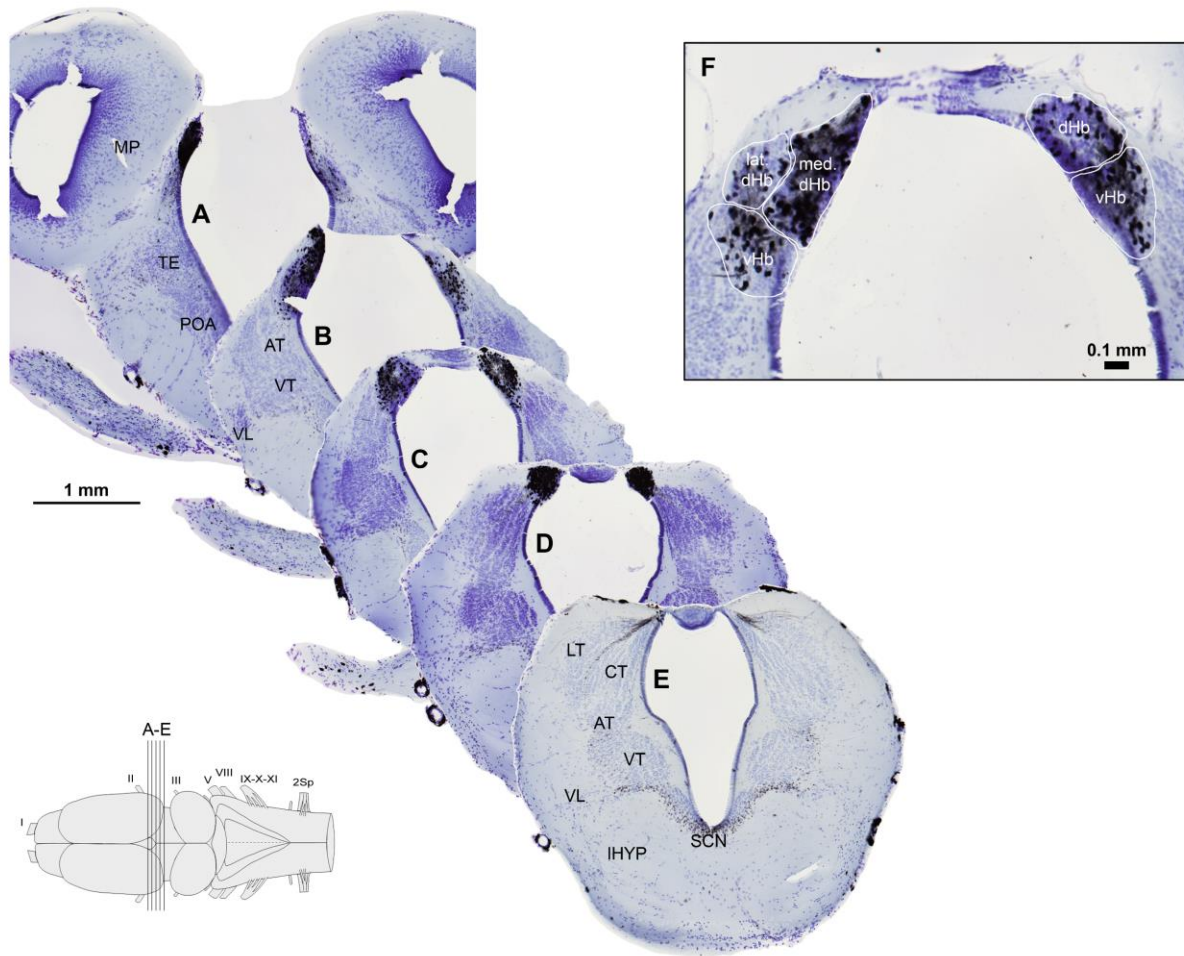 F
MP
A
TE
POA
B
AT
VT
VL
C
lat.
dHb
med.
dHb
vHb
dHb
vHb
0.1 mm
1 mm
D
LT
CT
E
AT
VT
VL
SCN
IHYP
A-E
I
II
III
V
VIII
IX-X-XI
2Sp